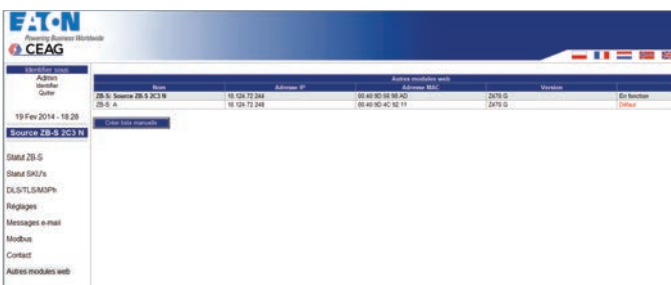 EATON
Powering Business Worldwide
CEAG
Identifier sous
Admin
Identifier
Quitter
19 Fev 2014 - 18:28
Source ZB-S 2C3 N
Statut ZB-S
Statut SKU's
DLS/TLS/M3Ph
Réglages
Messages e-mail
Modbus
Contact
Autres modules web
Autres modules web
Nom Adresse IP Adresse MAC Version
ZB-S: Source ZB-S 2C3 N 10.124.72.244 En fonction
ZB-S: A 10.124.72.248 Défaut
Créer liste manuelle